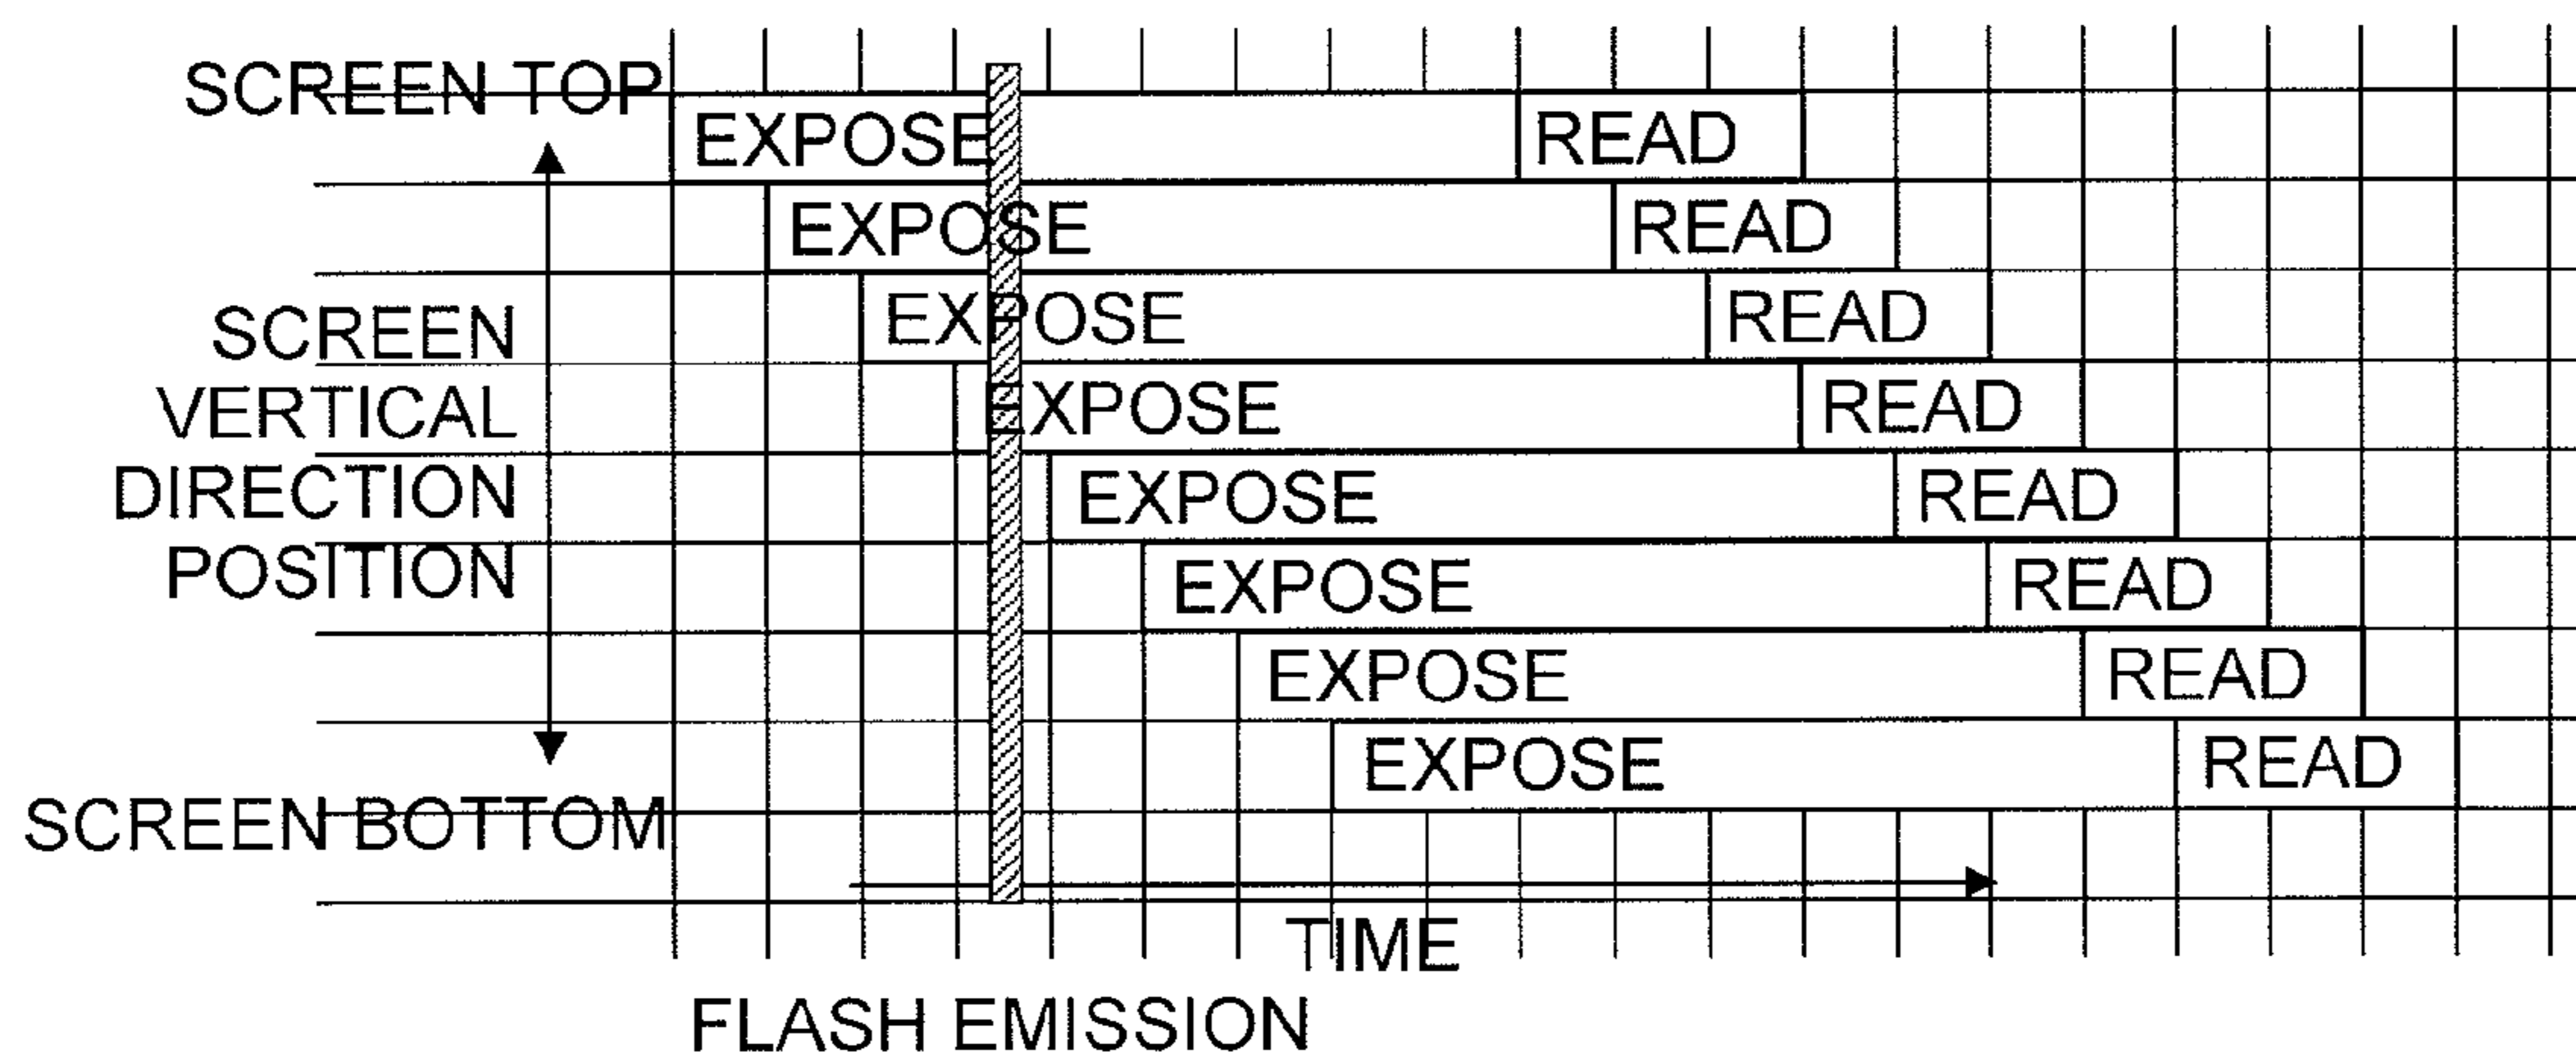 SCREEN TOP
EXPOSE READ
EXPOSE READ
EXPOSE READ
EXPOSE READ
EXPOSE READ
EXPOSE READ
EXPOSE READ
EXPOSE READ
SCREEN
VERTICAL
DIRECTION
POSITION
SCREEN BOTTOM
TIME
FLASH EMISSION